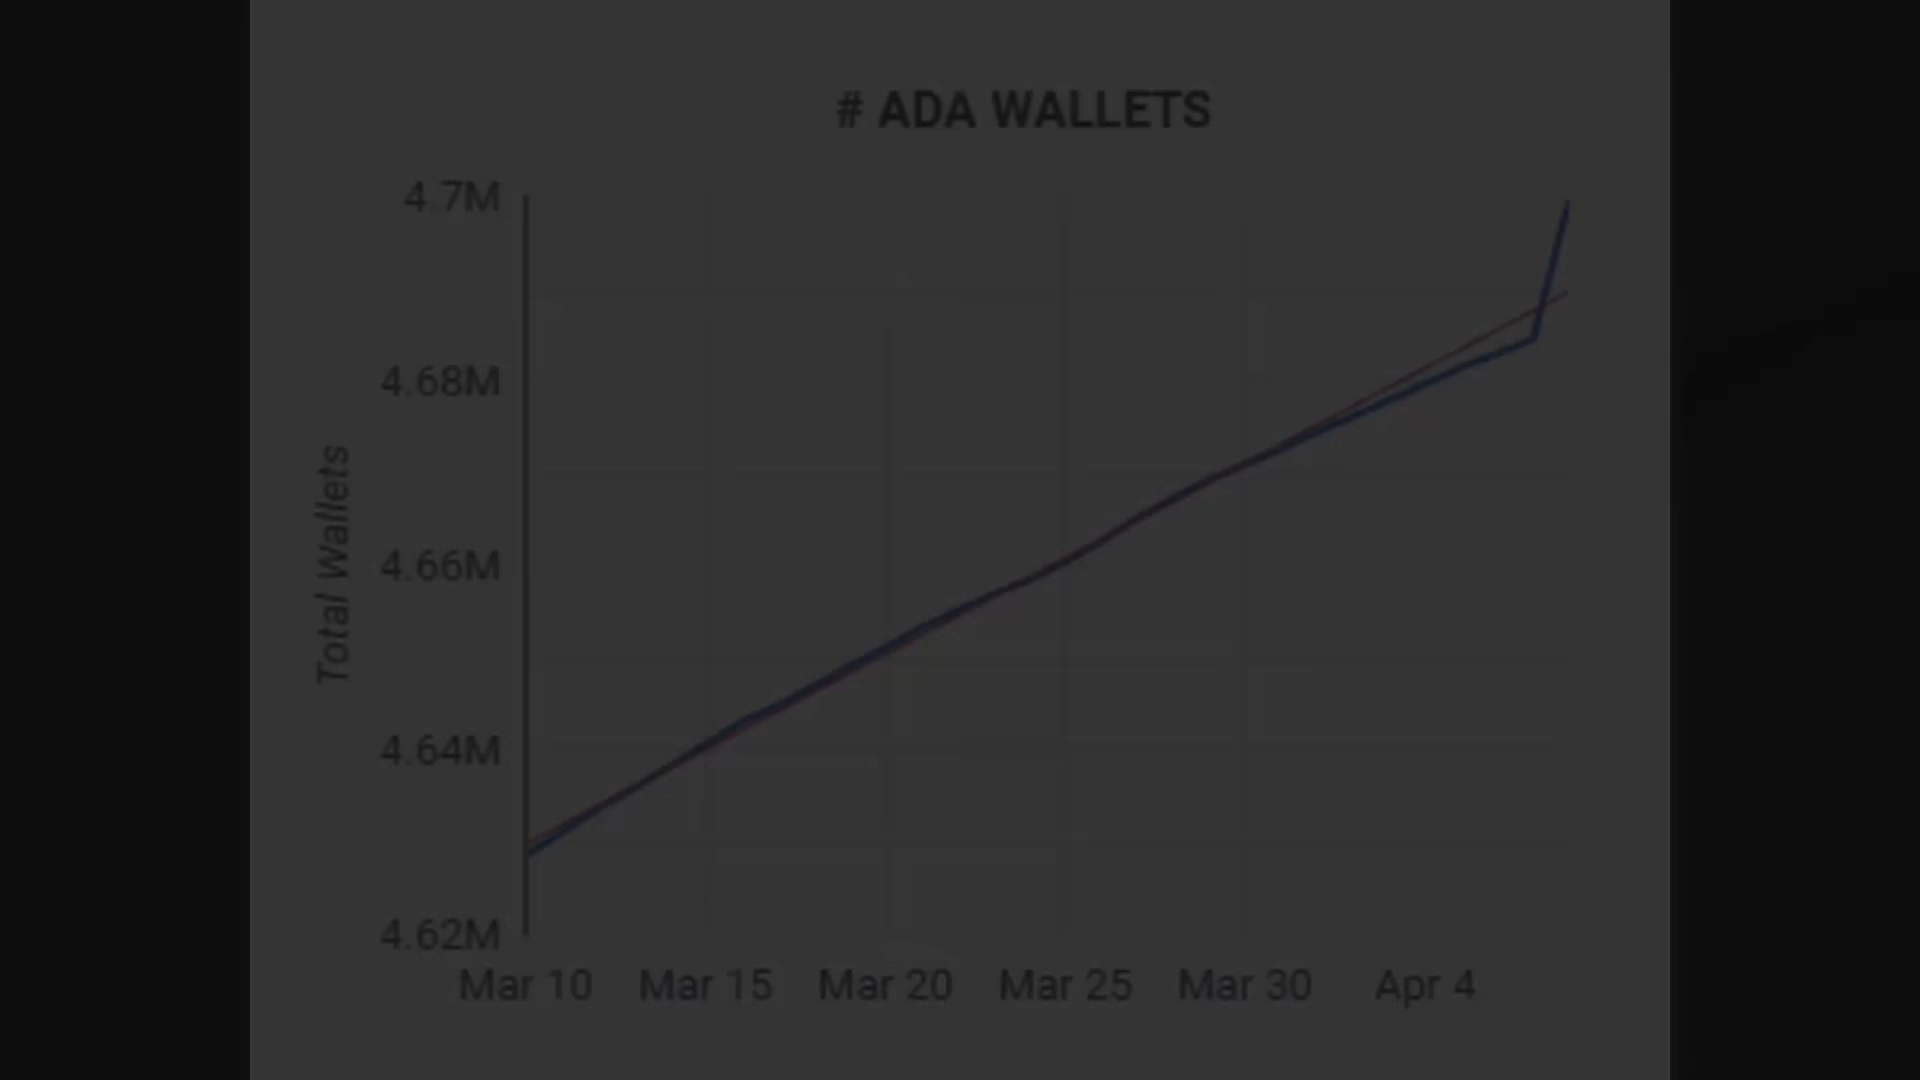 # ADA WALLETS
4.7M
4.68M
4.66M
4.64M
4.62M
Total Wallets
Mar 10 Mar 15 Mar 20 Mar 25 Mar 30 Apr 4